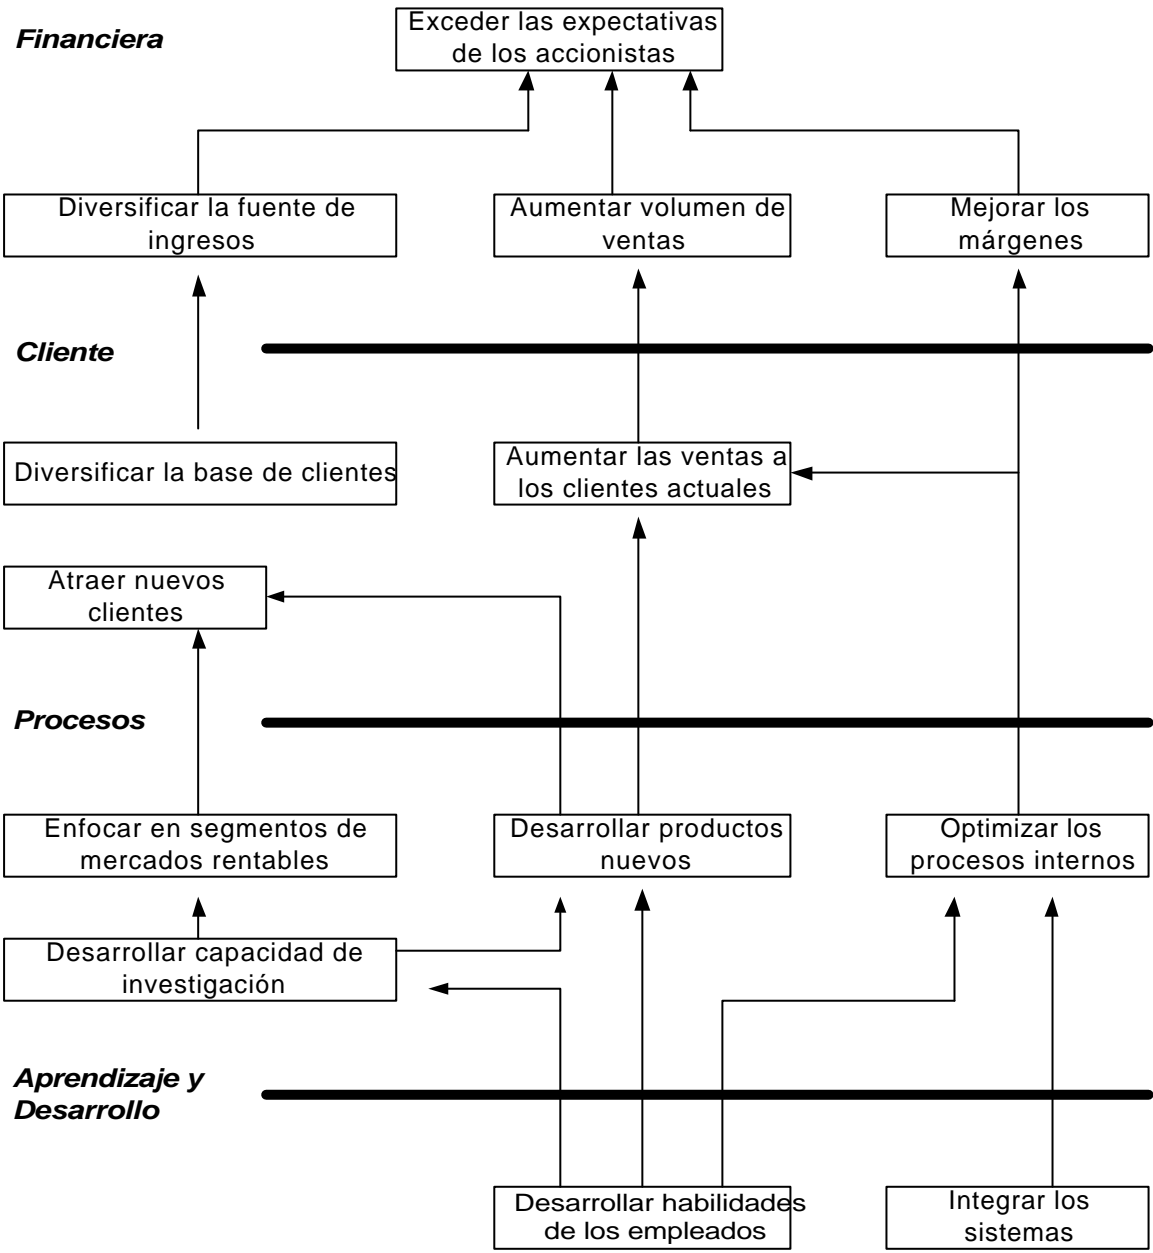 Financiera
Exceder las expectativas
de los accionistas
Diversificar la fuente de
ingresos
Aumentar volumen de
ventas
Mejorar los
márgenes
Cliente
Diversificar la base de clientes
Aumentar las ventas a
los clientes actuales
Atraer nuevos
clientes
Procesos
Enfocar en segmentos de
mercados rentables
Desarrollar productos
nuevos
Optimizar los
procesos internos
Desarrollar capacidad de
investigación
Aprendizaje y
Desarrollo
Desarrollar habilidades
de los empleados
Integrar los
sistemas